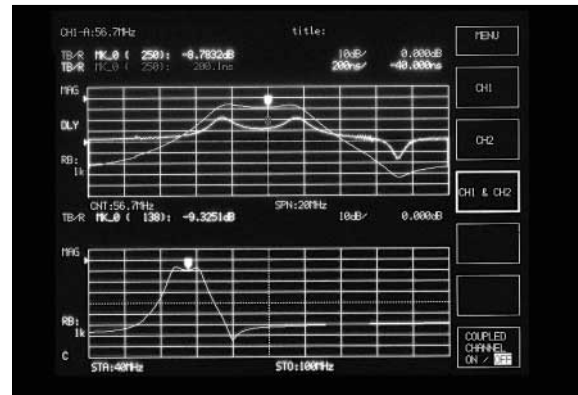 CH1-A:56.7MHz title:
TB/R MK_0 ( 250): -8.7832dB 10dB/ 0.000dB
TB/R MK_0 ( 250): 200.1ns 200ns/ -40.000ns
MAG
DLY
RB:
1k
CNT:56.7MHz SPN:20MHz
TB/R MK_0 ( 138): -9.3251dB 10dB/ 0.000dB
MAG
RB:
1k
C
STA:40MHz STO:100MHz
MENU
CH1
CH2
CH1 & CH2
COUPLED
CHANNEL
ON / OFF